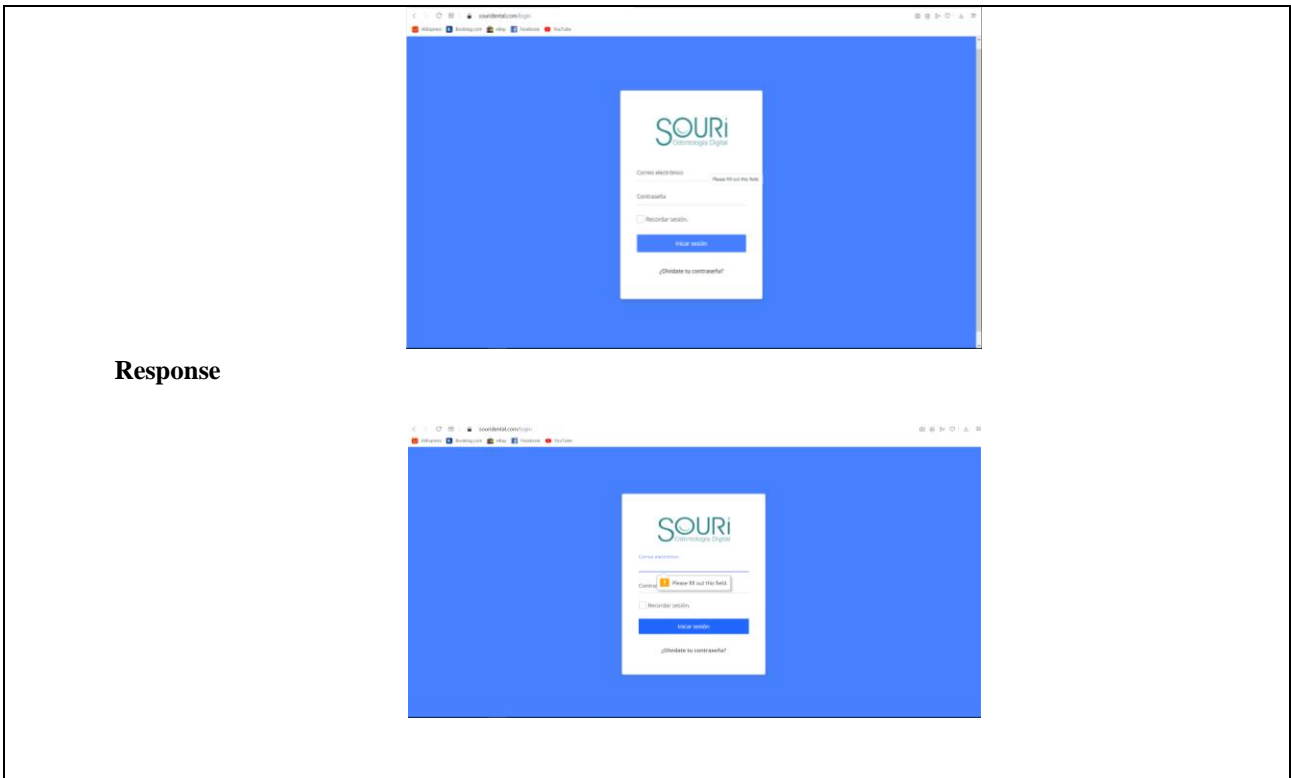 souridental.com/login
AliExpress Booking.com eBay Facebook YouTube
SOURi
Odontología Digital
Correo electrónico
Please fill out this field.
Contraseña
Recordar sesión.
Iniciar sesión
¿Olvidate tu contraseña?
Response
souridental.com/login
AliExpress Booking.com eBay Facebook YouTube
SOURi
Odontología Digital
Correo electrónico
Please fill out this field.
Recordar sesión.
Iniciar sesión
¿Olvidate tu contraseña?